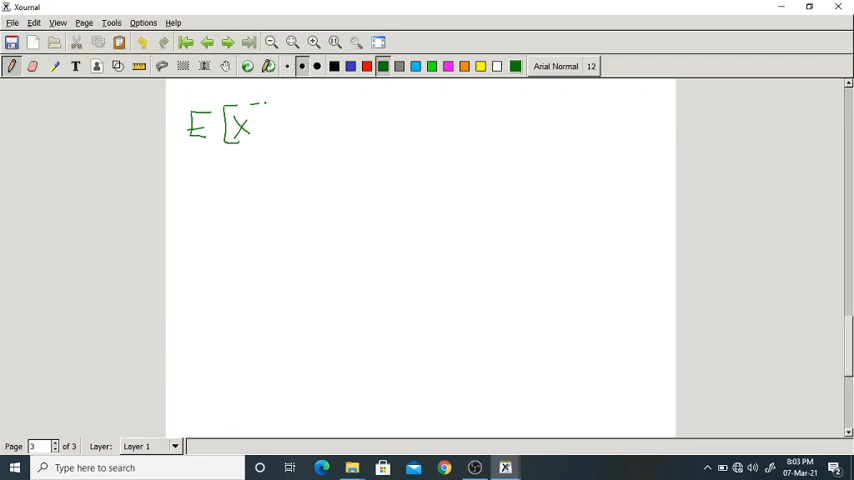 Xournal
File Edit View Page Tools Options Help
Arial Normal 12
E [x
Page 3 of 3 Layer: Layer 1
Type here to search
8:03 PM
07-Mar-21
2